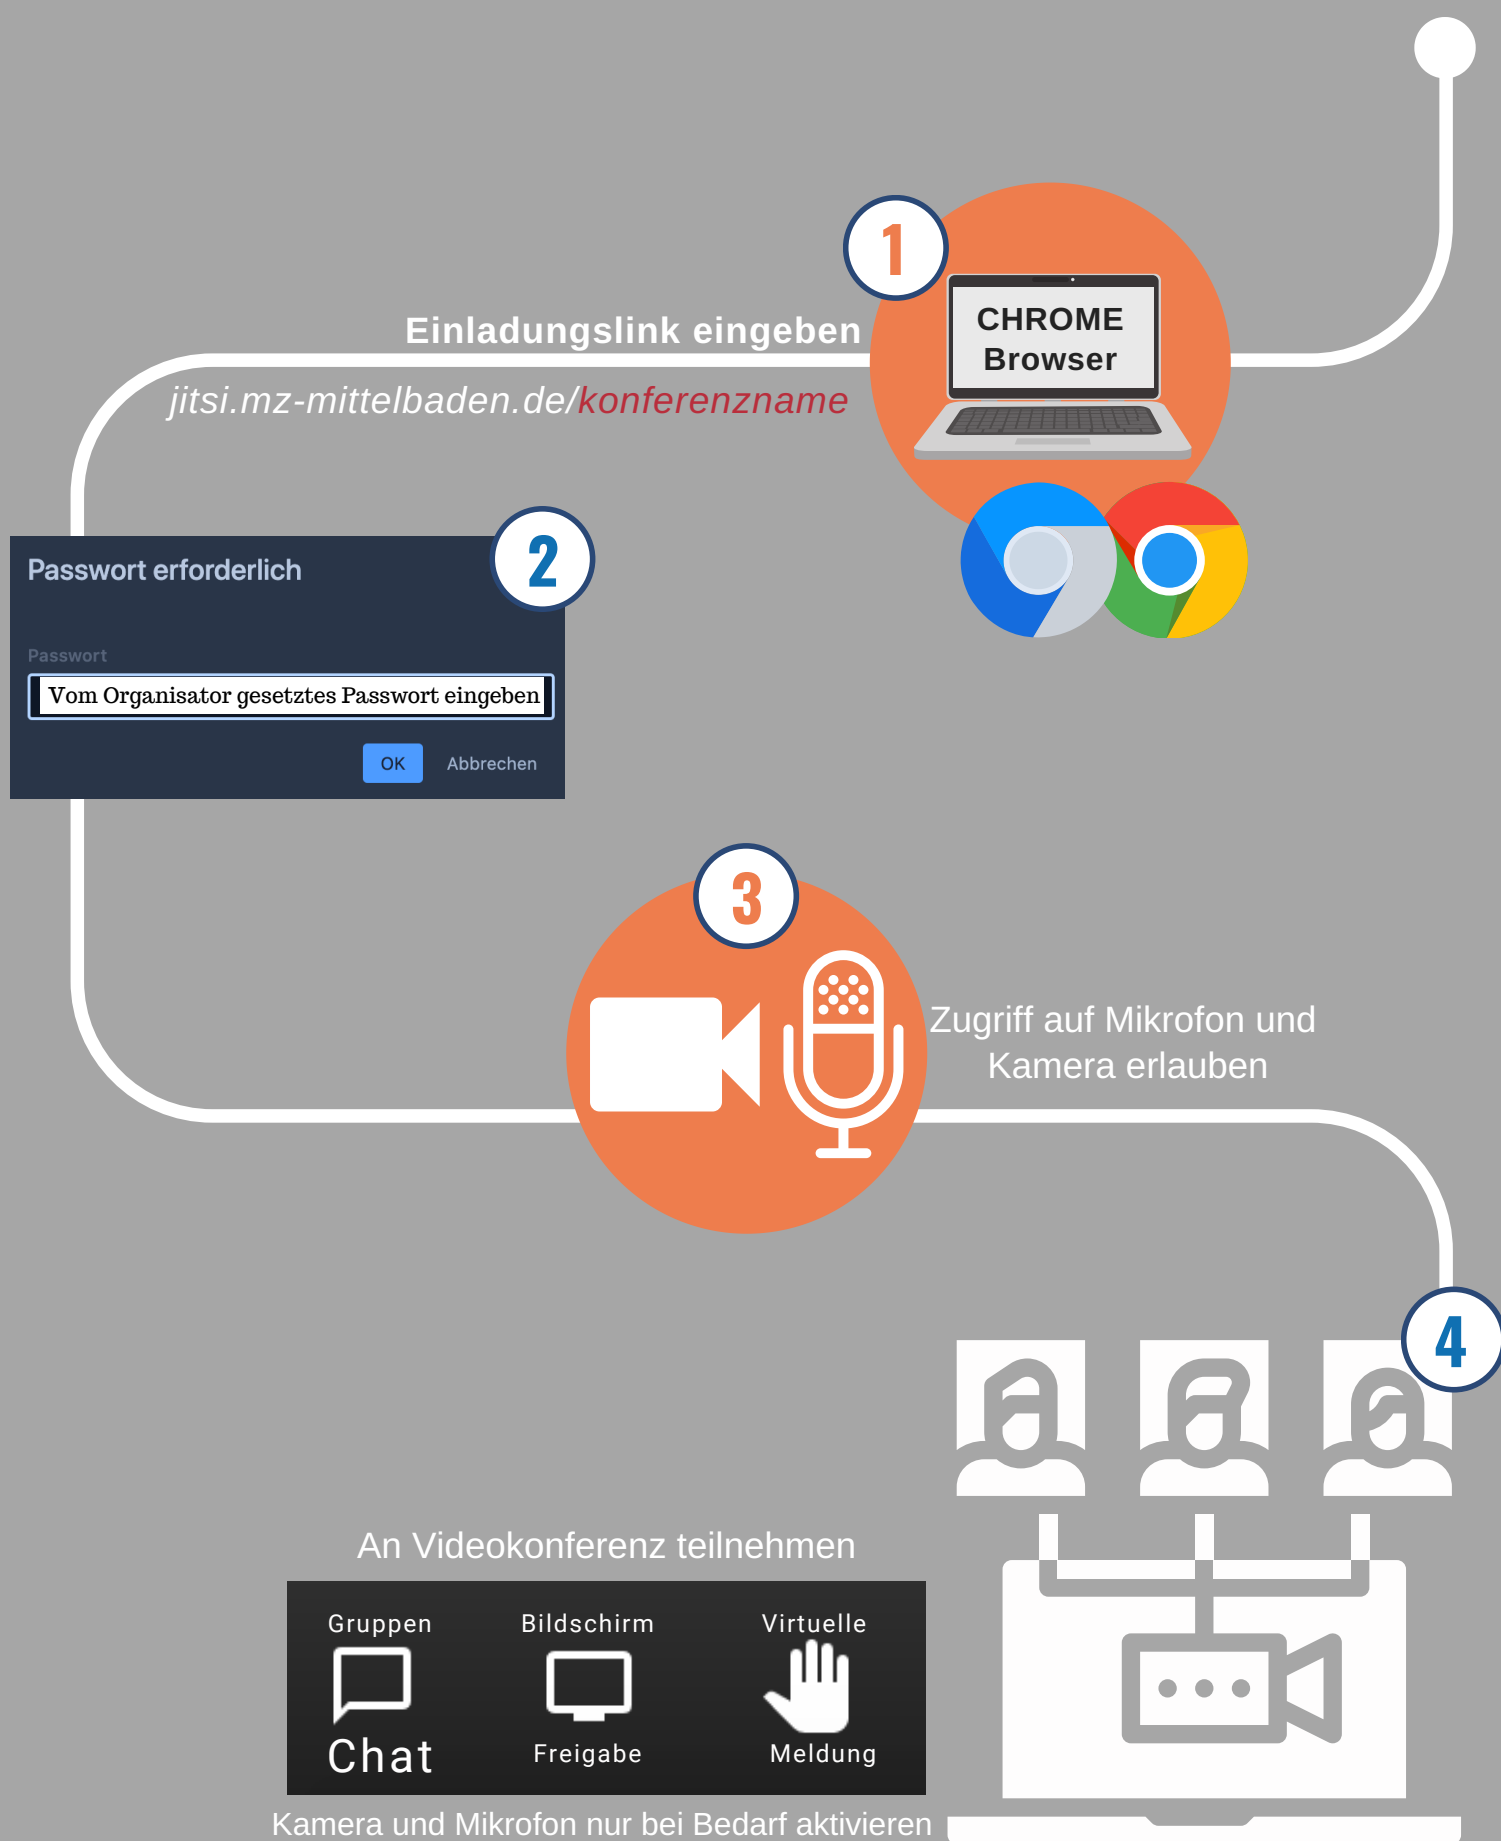 1
CHROME
Browser
Einladungslink eingeben
jitsi.mz-mittelbaden.de/konferenzname
2
Passwort erforderlich
Passwort
Vom Organisator gesetztes Passwort eingeben
OK Abbrechen
3
Zugriff auf Mikrofon und
Kamera erlauben
4
An Videokonferenz teilnehmen
Gruppen Bildschirm Virtuelle
Chat Freigabe Meldung
Kamera und Mikrofon nur bei Bedarf aktivieren